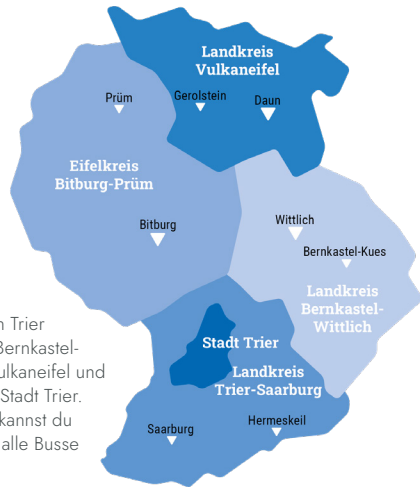 Landkreis
Vulkaneifel
Prüm
Gerolstein
Daun
Eifelkreis
Bitburg-Prüm
Bitburg
Wittlich
Bernkastel-Kues
Landkreis
Bernkastel-
Wittlich
Stadt Trier
Landkreis
Trier-Saarburg
Saarburg
Hermeskeil
Trier
Bernkastel-
ulkaneifel und
Stadt Trier.
kannst du
alle Busse